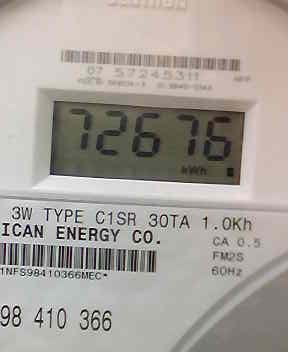 07 57245311
72676
kWh
3W TYPE C1SR 30TA 1.0Kh
ICAN ENERGY CO.
CA 0.5
FM2S
60Hz
1NFS98410366MEC*
98 410 366